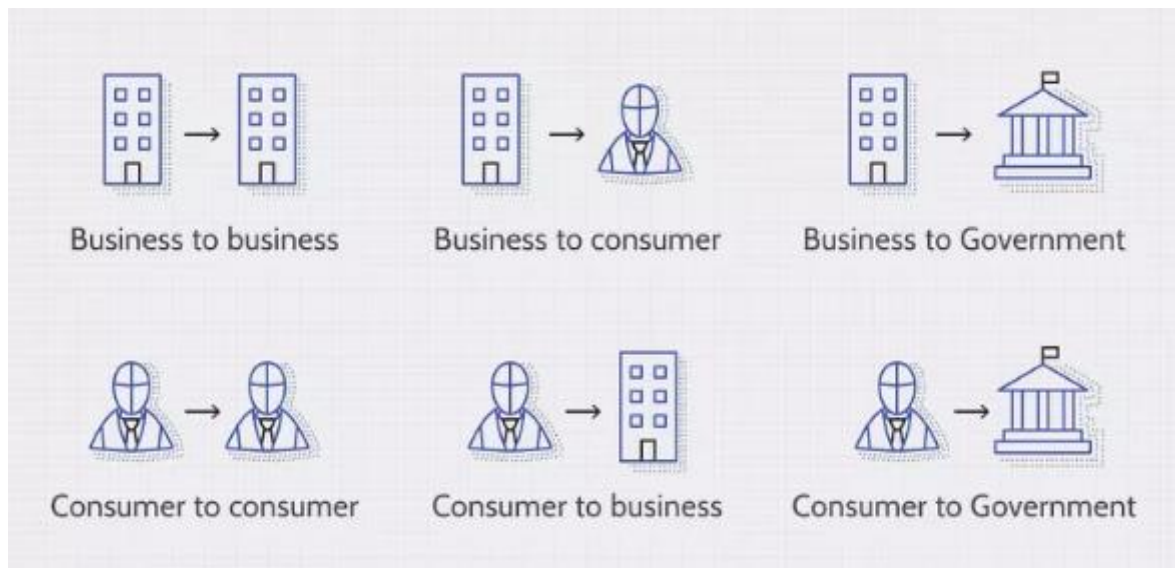 Business to business
Business to consumer
Business to Government
Consumer to consumer
Consumer to business
Consumer to Government